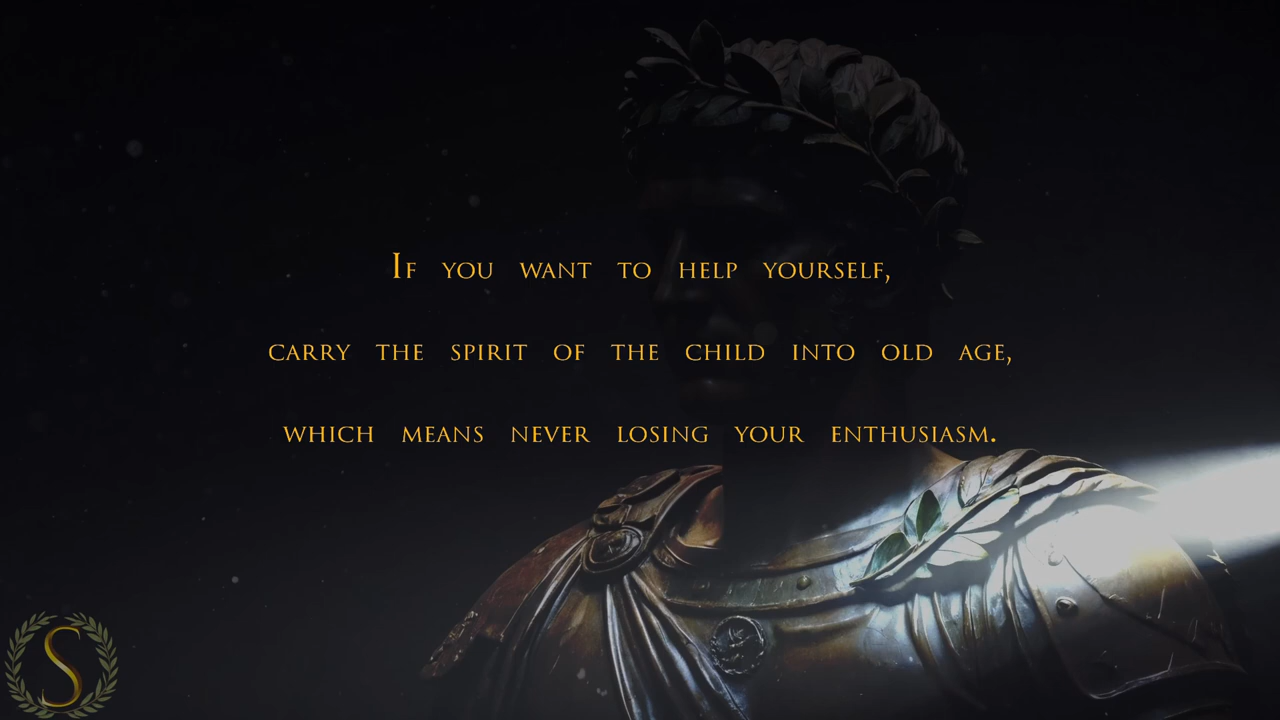 If you want to help yourself,
carry the spirit of the child into old age,
which means never losing your enthusiasm.
S